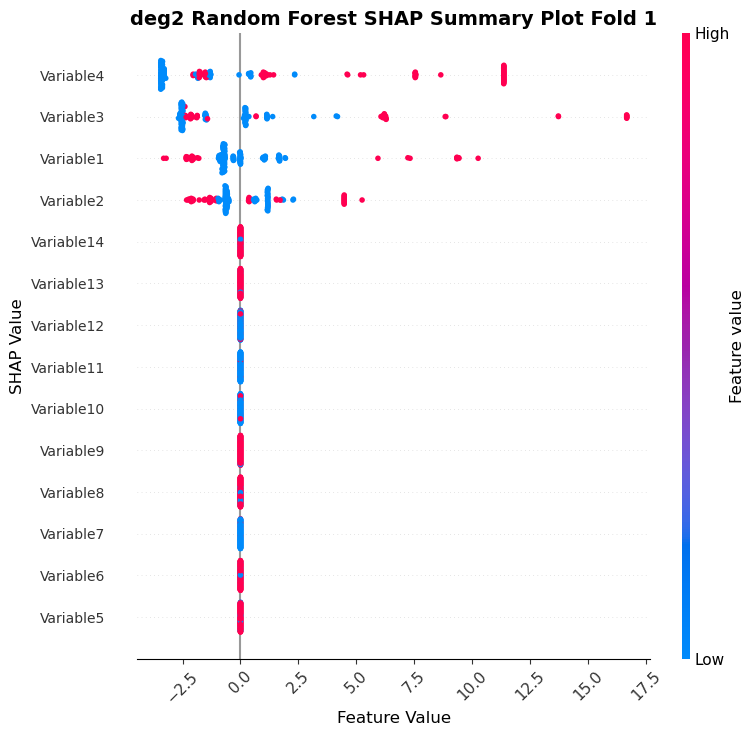 deg2 Random Forest SHAP Summary Plot Fold 1
High
Variable4
Variable3
Variable1
Variable2
Variable14
Variable13
Variable12
Variable11
Variable10
Variable9
Variable8
Variable7
Variable6
Variable5
SHAP Value
Feature value
Low
−2.5 0.0 2.5 5.0 7.5 10.0 12.5 15.0 17.5
Feature Value